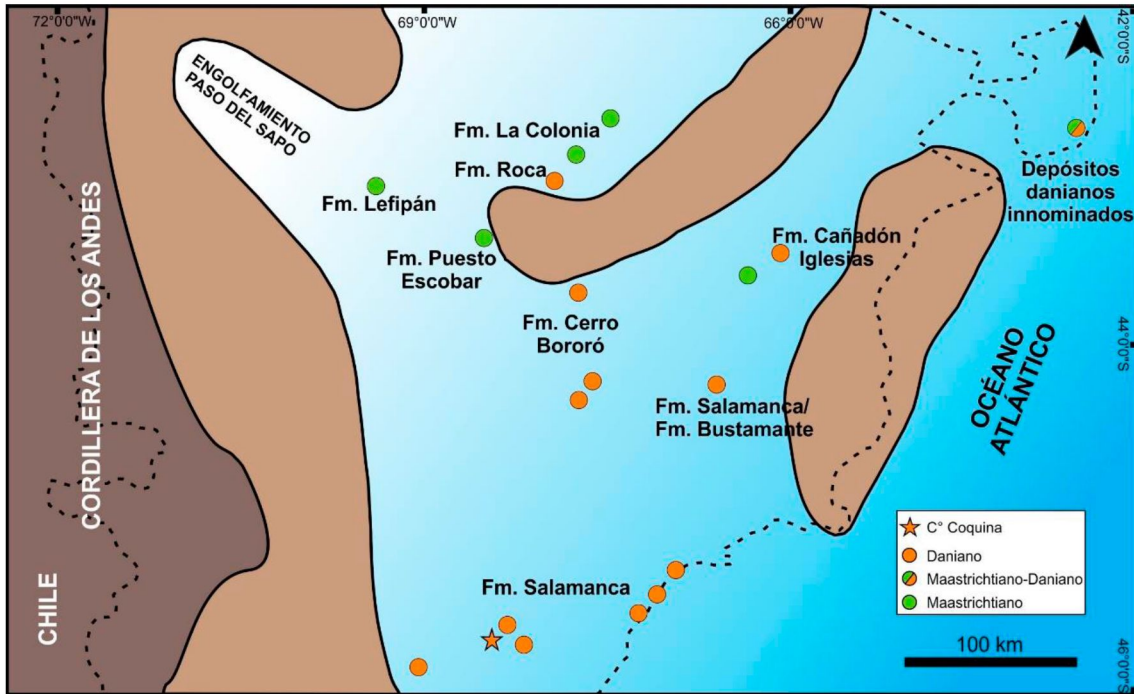 72°0'0"W
69°0'0"W
66°0'0"W
42°0'0"S
ENGOLFAMIENTO
PASO DEL SAPO
Fm. La Colonia
Fm. Roca
Fm. Lefipán
Fm. Puesto
Escobar
Depósitos
danianos
innominados
Fm. Cañadón
Iglesias
Fm. Cerro
Bororó
44°0'0"S
Fm. Salamanca/
Fm. Bustamante
OCÉANO
ATLÁNTICO
CORDILLERA DE LOS ANDES
CHILE
Fm. Salamanca
C° Coquina
Daniano
Maastrichtiano-Daniano
Maastrichtiano
100 km
46°0'0"S